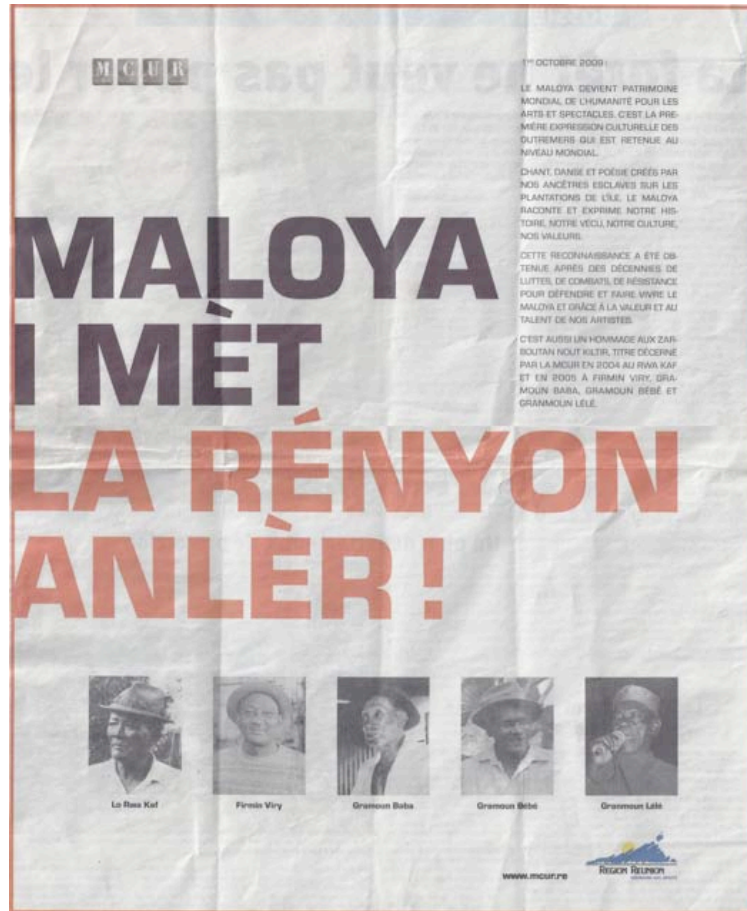 MCUR
1ER OCTOBRE 2009 :
LE MALOYA DEVIENT PATRIMOINE
MONDIAL DE L'HUMANITÉ POUR LES
ARTS ET SPECTACLES. C'EST LA PRE-
MIÈRE EXPRESSION CULTURELLE DES
OUTREMERS QUI EST RETENUE AU
NIVEAU MONDIAL.
CHANT, DANSE ET POÉSIE CRÉÉS PAR
NOS ANCÊTRES ESCLAVES SUR LES
PLANTATIONS DE L'ÎLE, LE MALOYA
RACONTE ET EXPRIME NOTRE HIS-
TOIRE, NOTRE VÉCU, NOTRE CULTURE,
NOS VALEURS.
CETTE RECONNAISSANCE A ÉTÉ OB-
TENUE APRÈS DES DÉCENNIES DE
LUTTES, DE COMBATS, DE RÉSISTANCE
POUR DÉFENDRE ET FAIRE VIVRE LE
MALOYA ET GRÂCE À LA VALEUR ET AU
TALENT DE NOS ARTISTES.
C'EST AUSSI UN HOMMAGE AUX ZAR-
BOUTAN NOUT KILTIR, TITRE DÉCERNÉ
PAR LA MCUR EN 2004 AU RWA KAF
ET EN 2005 À FIRMIN VIRY, GRA-
MOUN BABA, GRAMOUN BÉBÉ ET
GRANMOUN LÉLÉ.
MALOYA
I MÈT
LA RÉNYON
ANLÈR !
Lo Rwa Kaf
Firmin Viry
Gramoun Baba
Gramoun Bébé
Granmoun Lélé
www.mcur.re
REGION REUNION